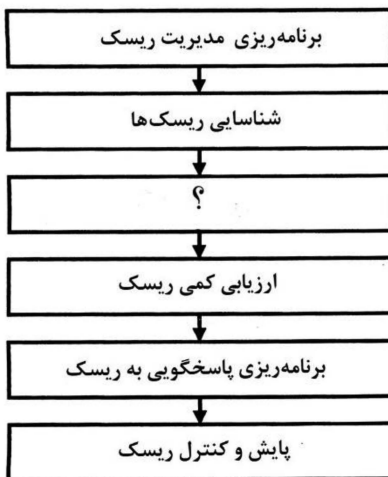 برنامه‌ریزی مدیریت ریسک
شناسایی ریسک‌ها
؟
ارزیابی کمی ریسک
برنامه‌ریزی پاسخگویی به ریسک
پایش و کنترل ریسک